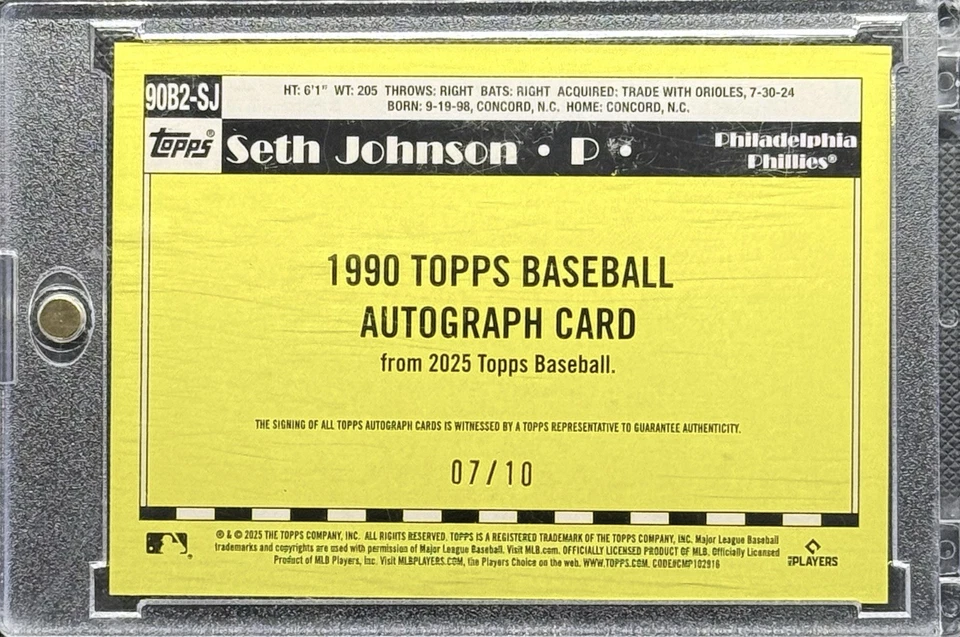 90B2-SJ
HT: 6'1" WT: 205 THROWS: RIGHT BATS: RIGHT ACQUIRED: TRADE WITH ORIOLES, 7-30-24
BORN: 9-19-98, CONCORD, N.C. HOME: CONCORD, N.C.
Topps®
Seth Johnson • P •
Philadelphia
Phillies®
1990 TOPPS BASEBALL
AUTOGRAPH CARD
from 2025 Topps Baseball.
THE SIGNING OF ALL TOPPS AUTOGRAPH CARDS IS WITNESSED BY A TOPPS REPRESENTATIVE TO GUARANTEE AUTHENTICITY.
07/10
® & © 2025 THE TOPPS COMPANY, INC. ALL RIGHTS RESERVED. TOPPS IS A REGISTERED TRADEMARK OF THE TOPPS COMPANY, INC. Major League Baseball
trademarks and copyrights are used with permission of Major League Baseball. Visit MLB.com. OFFICIALLY LICENSED PRODUCT OF MLB. Officially Licensed
Product of MLB Players, Inc. Visit MLBPLAYERS.COM, the Players Choice on the web. WWW.TOPPS.COM. CODE#CMP102916
MLBPLAYERS